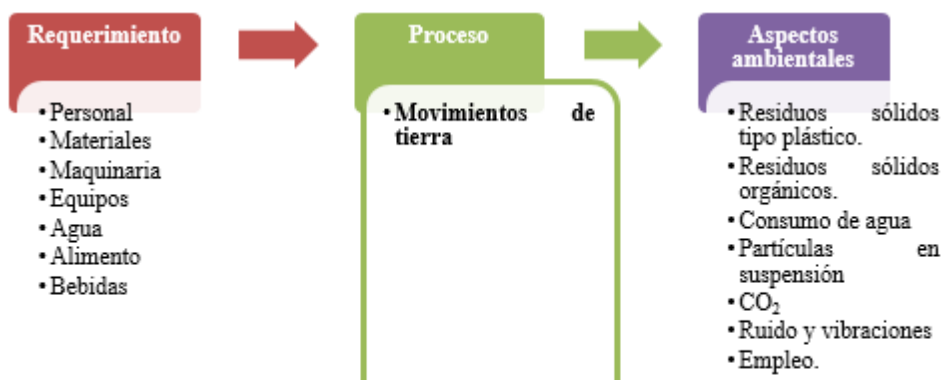 Requerimiento
• Personal
• Materiales
• Maquinaria
• Equipos
• Agua
• Alimento
• Bebidas
Proceso
• Movimientos de
tierra
Aspectos
ambientales
• Residuos sólidos
tipo plástico.
• Residuos sólidos
orgánicos.
• Consumo de agua
• Partículas en
suspensión
• CO₂
• Ruido y vibraciones
• Empleo.